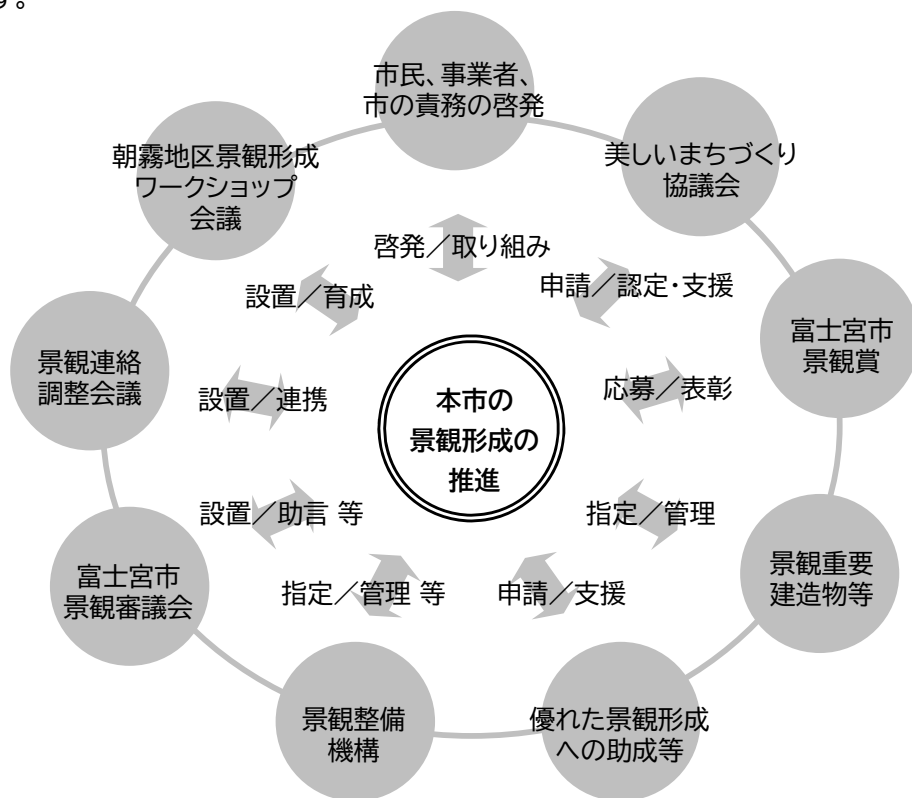 す。
市民、事業者、
市の責務の啓発
美しいまちづくり
協議会
富士宮市
景観賞
景観重要
建造物等
優れた景観形成
への助成等
景観整備
機構
富士宮市
景観審議会
景観連絡
調整会議
朝霧地区景観形成
ワークショップ
会議
啓発／取り組み
申請／認定・支援
応募／表彰
指定／管理
申請／支援
指定／管理 等
設置／助言 等
設置／連携
設置／育成
本市の
景観形成の
推進